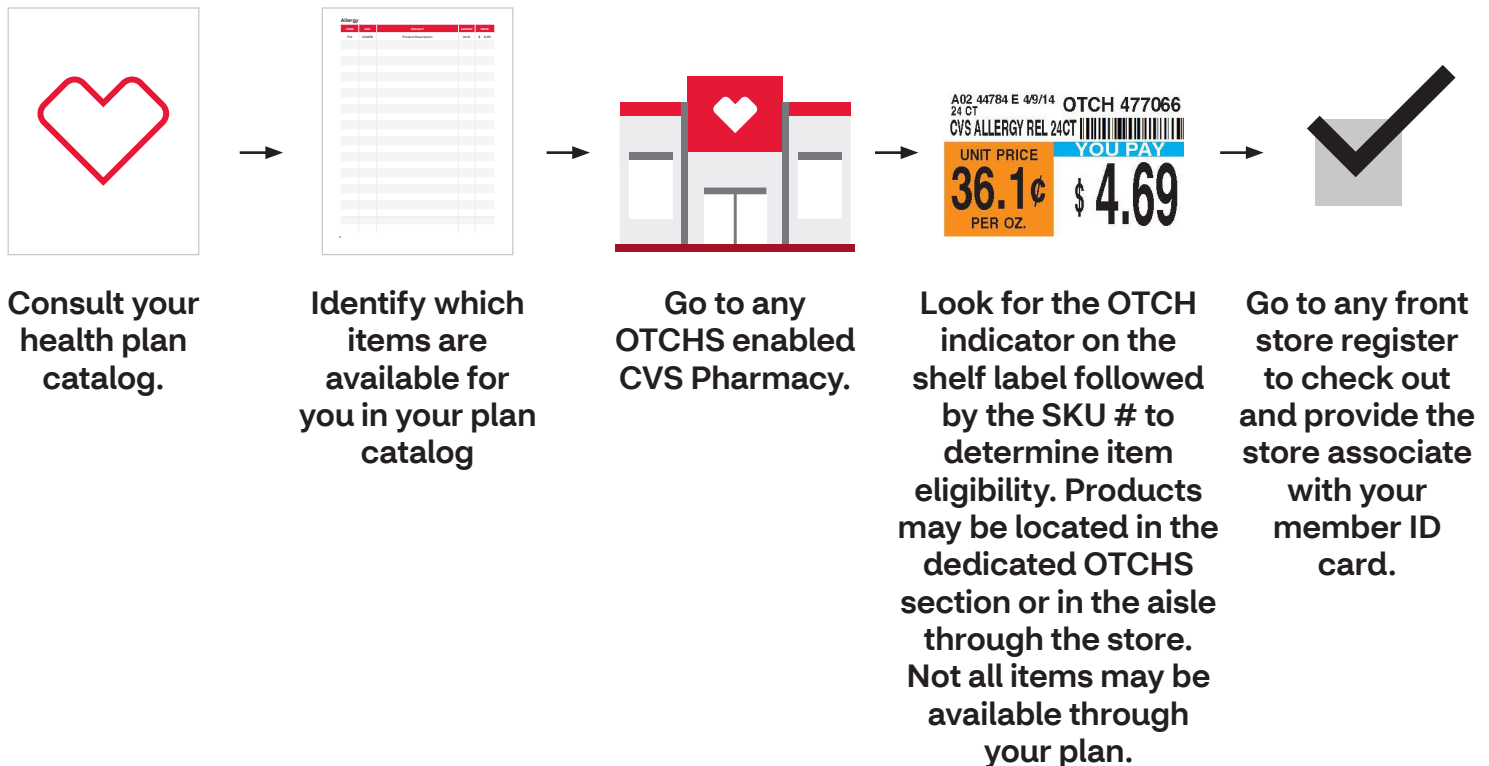 Allergy
Product Description
A02 44784 E 4/9/14
24 CT
OTCH 477066
CVS ALLERGY REL 24CT
UNIT PRICE
36.1¢
PER OZ.
YOU PAY
$ 4.69
Consult your
health plan
catalog.
Identify which
items are
available for
you in your plan
catalog
Go to any
OTCHS enabled
CVS Pharmacy.
Look for the OTCH
indicator on the
shelf label followed
by the SKU # to
determine item
eligibility. Products
may be located in the
dedicated OTCHS
section or in the aisle
through the store.
Not all items may be
available through
your plan.
Go to any front
store register
to check out
and provide the
store associate
with your
member ID
card.